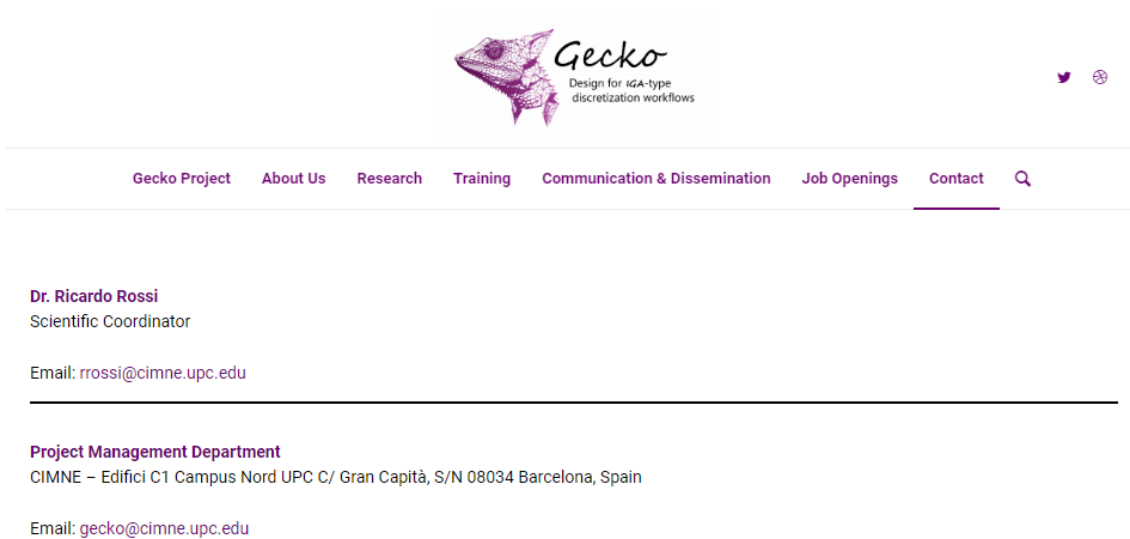 Gecko
Design for IGA-type
discretization workflows
Gecko Project About Us Research Training Communication & Dissemination Job Openings Contact
Dr. Ricardo Rossi
Scientific Coordinator
Email: rrossi@cimne.upc.edu
Project Management Department
CIMNE – Edifici C1 Campus Nord UPC C/ Gran Capità, S/N 08034 Barcelona, Spain
Email: gecko@cimne.upc.edu